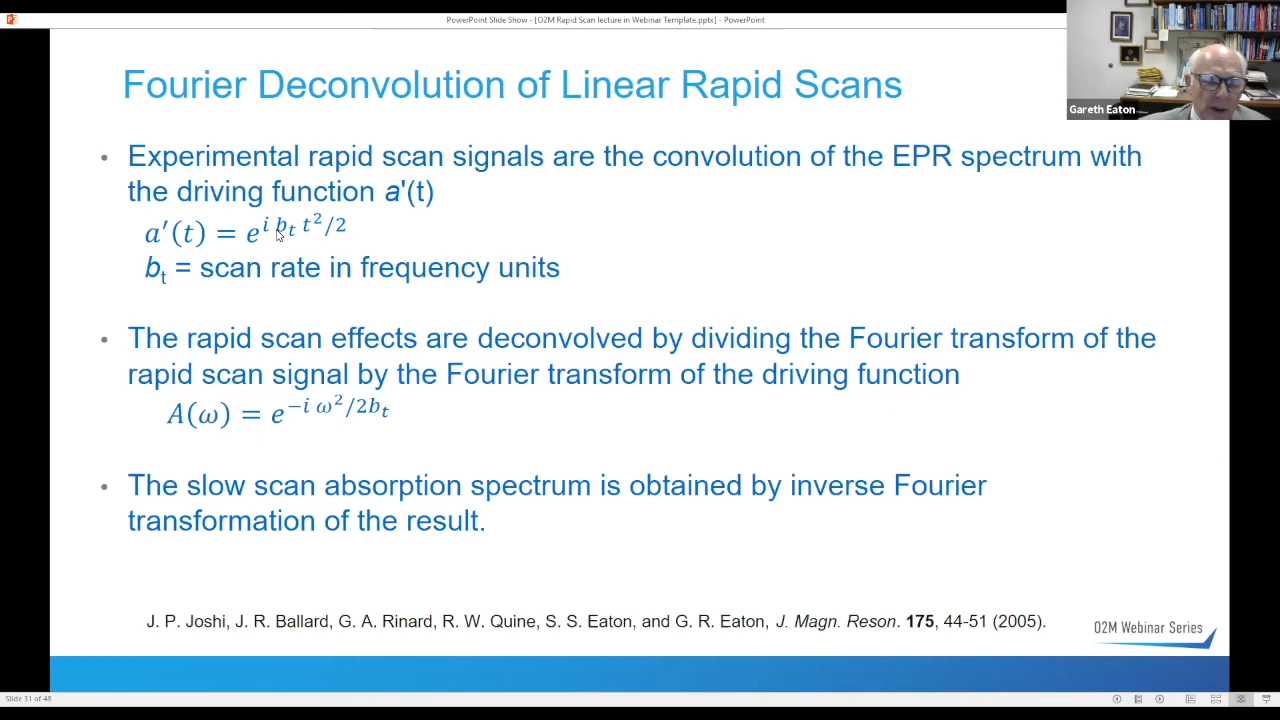 PowerPoint Slide Show - [O2M Rapid Scan lecture in Webinar Template.pptx] - PowerPoint
Gareth Eaton
Fourier Deconvolution of Linear Rapid Scans
• Experimental rapid scan signals are the convolution of the EPR spectrum with
the driving function a'(t)
a′(t) = e^{i b_t t²/2}
b_t = scan rate in frequency units
• The rapid scan effects are deconvolved by dividing the Fourier transform of the
rapid scan signal by the Fourier transform of the driving function
A(ω) = e^{−i ω²/2b_t}
• The slow scan absorption spectrum is obtained by inverse Fourier
transformation of the result.
J. P. Joshi, J. R. Ballard, G. A. Rinard, R. W. Quine, S. S. Eaton, and G. R. Eaton, J. Magn. Reson. 175, 44-51 (2005).
O2M Webinar Series
Slide 31 of 48